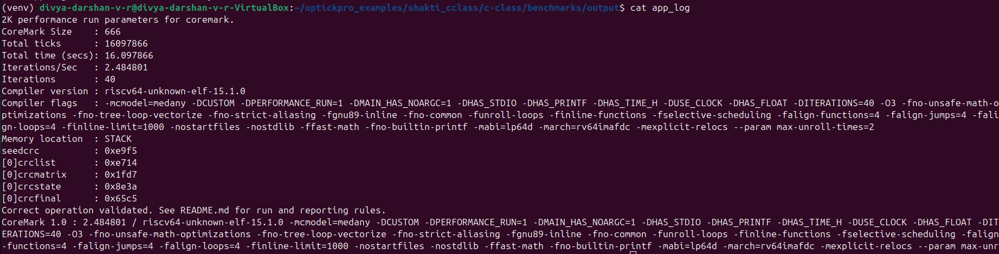 (venv) divya-darshan-v-r@divya-darshan-v-r-VirtualBox:~/uptickpro_examples/shakti_cclass/c-class/benchmarks/output$ cat app_log
2K performance run parameters for coremark.
CoreMark Size    : 666
Total ticks      : 16097866
Total time (secs): 16.097866
Iterations/Sec   : 2.484801
Iterations       : 40
Compiler version : riscv64-unknown-elf-15.1.0
Compiler flags   : -mcmodel=medany -DCUSTOM -DPERFORMANCE_RUN=1 -DMAIN_HAS_NOARGC=1 -DHAS_STDIO -DHAS_PRINTF -DHAS_TIME_H -DUSE_CLOCK -DHAS_FLOAT -DITERATIONS=40 -O3 -fno-unsafe-math-o
ptimizations -fno-tree-loop-vectorize -fno-strict-aliasing -fgnu89-inline -fno-common -funroll-loops -finline-functions -fselective-scheduling -falign-functions=4 -falign-jumps=4 -fali
gn-loops=4 -finline-limit=1000 -nostartfiles -nostdlib -ffast-math -fno-builtin-printf -mabi=lp64d -march=rv64imafdc -mexplicit-relocs --param max-unroll-times=2
Memory location  : STACK
seedcrc          : 0xe9f5
[0]crclist       : 0xe714
[0]crcmatrix     : 0x1fd7
[0]crcstate      : 0x8e3a
[0]crcfinal      : 0x65c5
Correct operation validated. See README.md for run and reporting rules.
CoreMark 1.0 : 2.484801 / riscv64-unknown-elf-15.1.0 -mcmodel=medany -DCUSTOM -DPERFORMANCE_RUN=1 -DMAIN_HAS_NOARGC=1 -DHAS_STDIO -DHAS_PRINTF -DHAS_TIME_H -DUSE_CLOCK -DHAS_FLOAT -DIT
ERATIONS=40 -O3 -fno-unsafe-math-optimizations -fno-tree-loop-vectorize -fno-strict-aliasing -fgnu89-inline -fno-common -funroll-loops -finline-functions -fselective-scheduling -falign
-functions=4 -falign-jumps=4 -falign-loops=4 -finline-limit=1000 -nostartfiles -nostdlib -ffast-math -fno-builtin-printf -mabi=lp64d -march=rv64imafdc -mexplicit-relocs --param max-unr